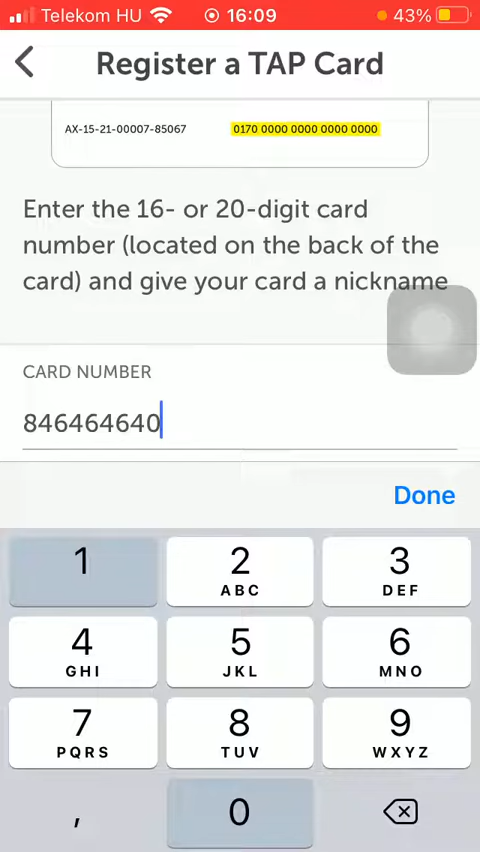 Telekom HU 16:09 43%
Register a TAP Card
AX-15-21-00007-85067 0170 0000 0000 0000 0000
Enter the 16- or 20-digit card
number (located on the back of the
card) and give your card a nickname
CARD NUMBER
846464640
Done
1 2 3
ABC DEF
4 5 6
GHI JKL MNO
7 8 9
PQRS TUV WXYZ
, 0